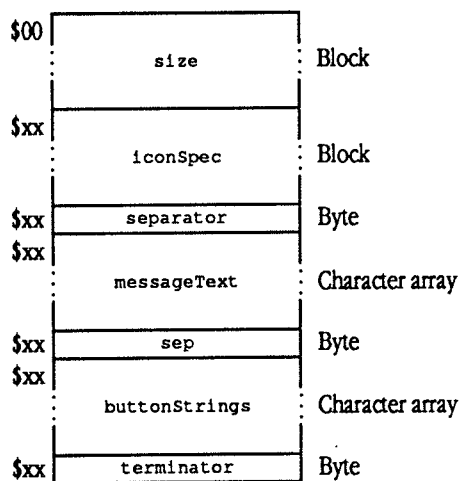 $00
size Block
$xx
iconSpec Block
$xx separator Byte
$xx
messageText Character array
$xx sep Byte
$xx
buttonStrings Character array
$xx terminator Byte